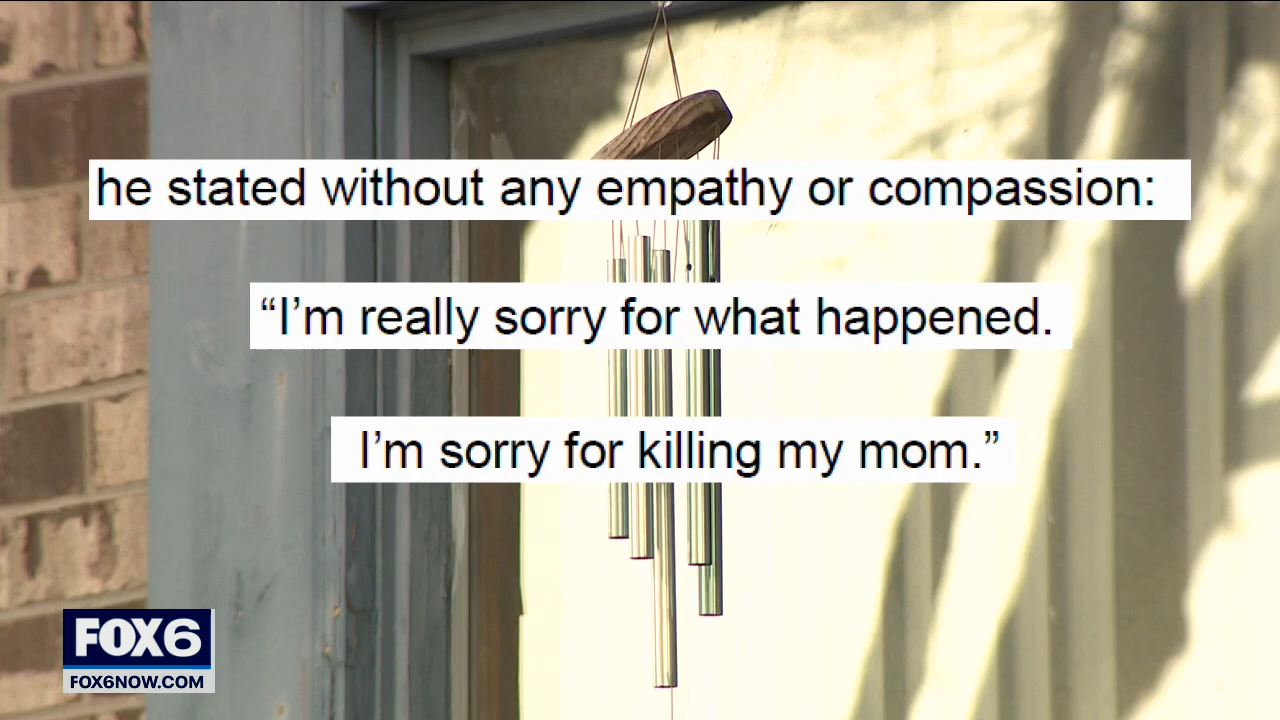 he stated without any empathy or compassion:
“I’m really sorry for what happened.
I’m sorry for killing my mom.”
FOX6
FOX6NOW.COM